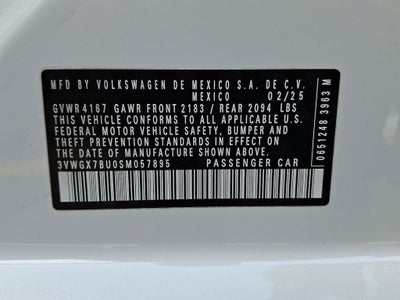 MFD BY VOLKSWAGEN DE MEXICO S.A. DE C.V.
MEXICO 02/25
GVWR 4167 GAWR FRONT 2183 / REAR 2094 LBS
THIS VEHICLE CONFORMS TO ALL APPLICABLE U.S.
FEDERAL MOTOR VEHICLE SAFETY, BUMPER AND
THEFT PREVENTION STANDARDS IN EFFECT ON THE
DATE OF MANUFACTURE SHOWN ABOVE.
3VWGX7BU0SM057895 PASSENGER CAR
0651248 3963 M